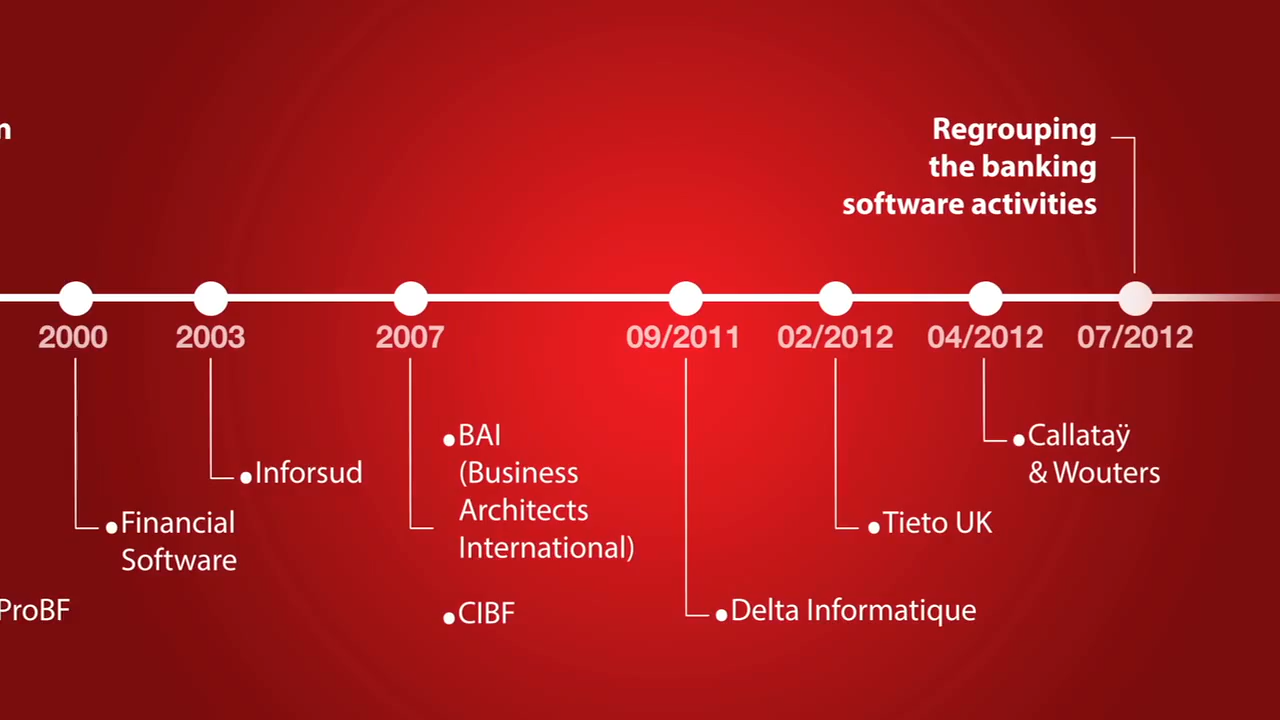 Regrouping
the banking
software activities
2000 2003 2007 09/2011 02/2012 04/2012 07/2012
Financial
Software
Inforsud
•BAI
(Business
Architects
International)
•CIBF
•Delta Informatique
•Tieto UK
•Callataÿ
& Wouters
ProBF